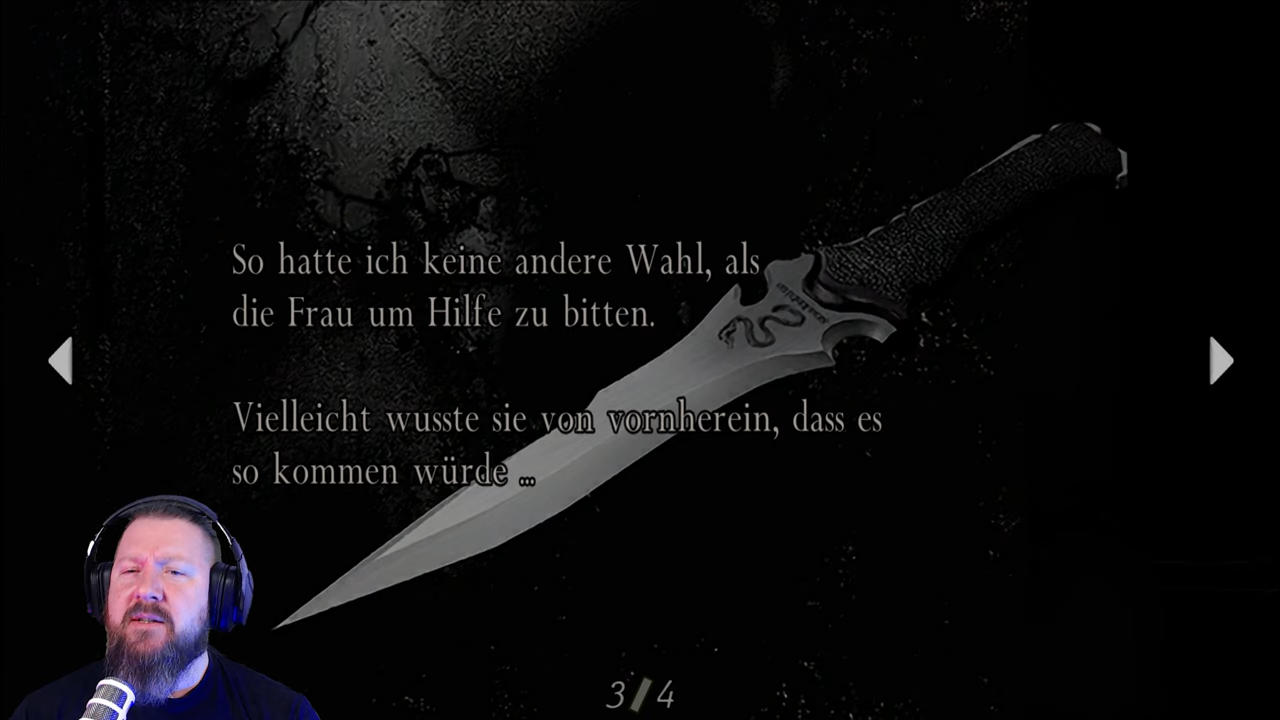 So hatte ich keine andere Wahl, als
die Frau um Hilfe zu bitten.
Vielleicht wusste sie von vornherein, dass es
so kommen würde ...
3/4